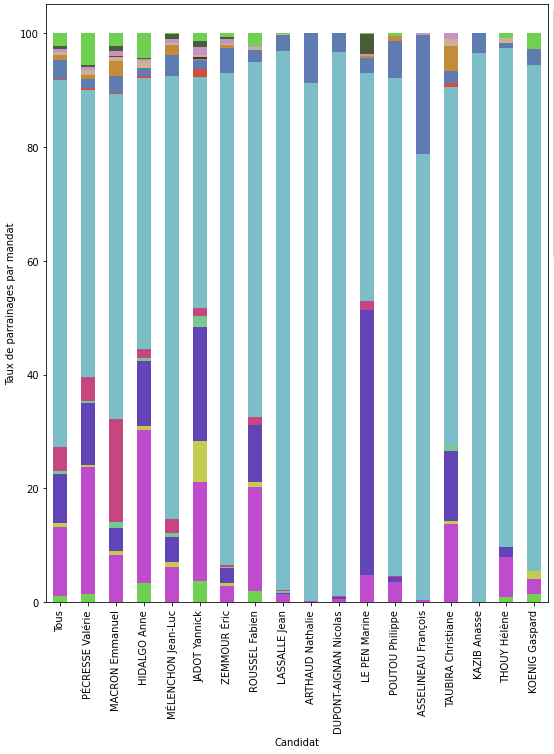 100
80
60
40
20
0
Taux de parrainages par mandat
Tous
PÉCRESSE Valérie
MACRON Emmanuel
HIDALGO Anne
MÉLENCHON Jean-Luc
JADOT Yannick
ZEMMOUR Éric
ROUSSEL Fabien
LASSALLE Jean
ARTHAUD Nathalie
DUPONT-AIGNAN Nicolas
LE PEN Marine
POUTOU Philippe
ASSELINEAU François
TAUBIRA Christiane
KAZIB Anasse
THOUY Hélène
KOENIG Gaspard
Candidat